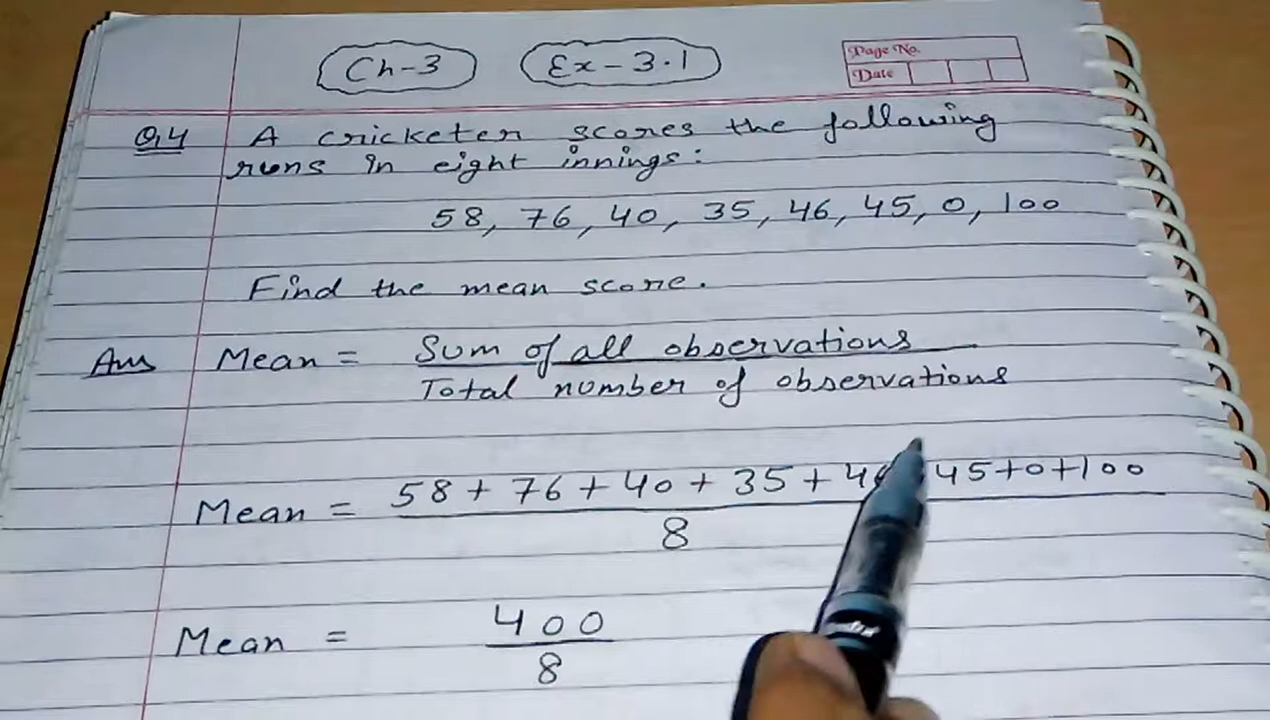 Ch-3 Ex-3.1
Page No.
Date
Q4 A cricketer scores the following
runs in eight innings:
58, 76, 40, 35, 46, 45, 0, 100
Find the mean score.
Ans Mean = Sum of all observations
Total number of observations
Mean = 58 + 76 + 40 + 35 + 46 45 + 0 + 100
8
Mean = 400
8